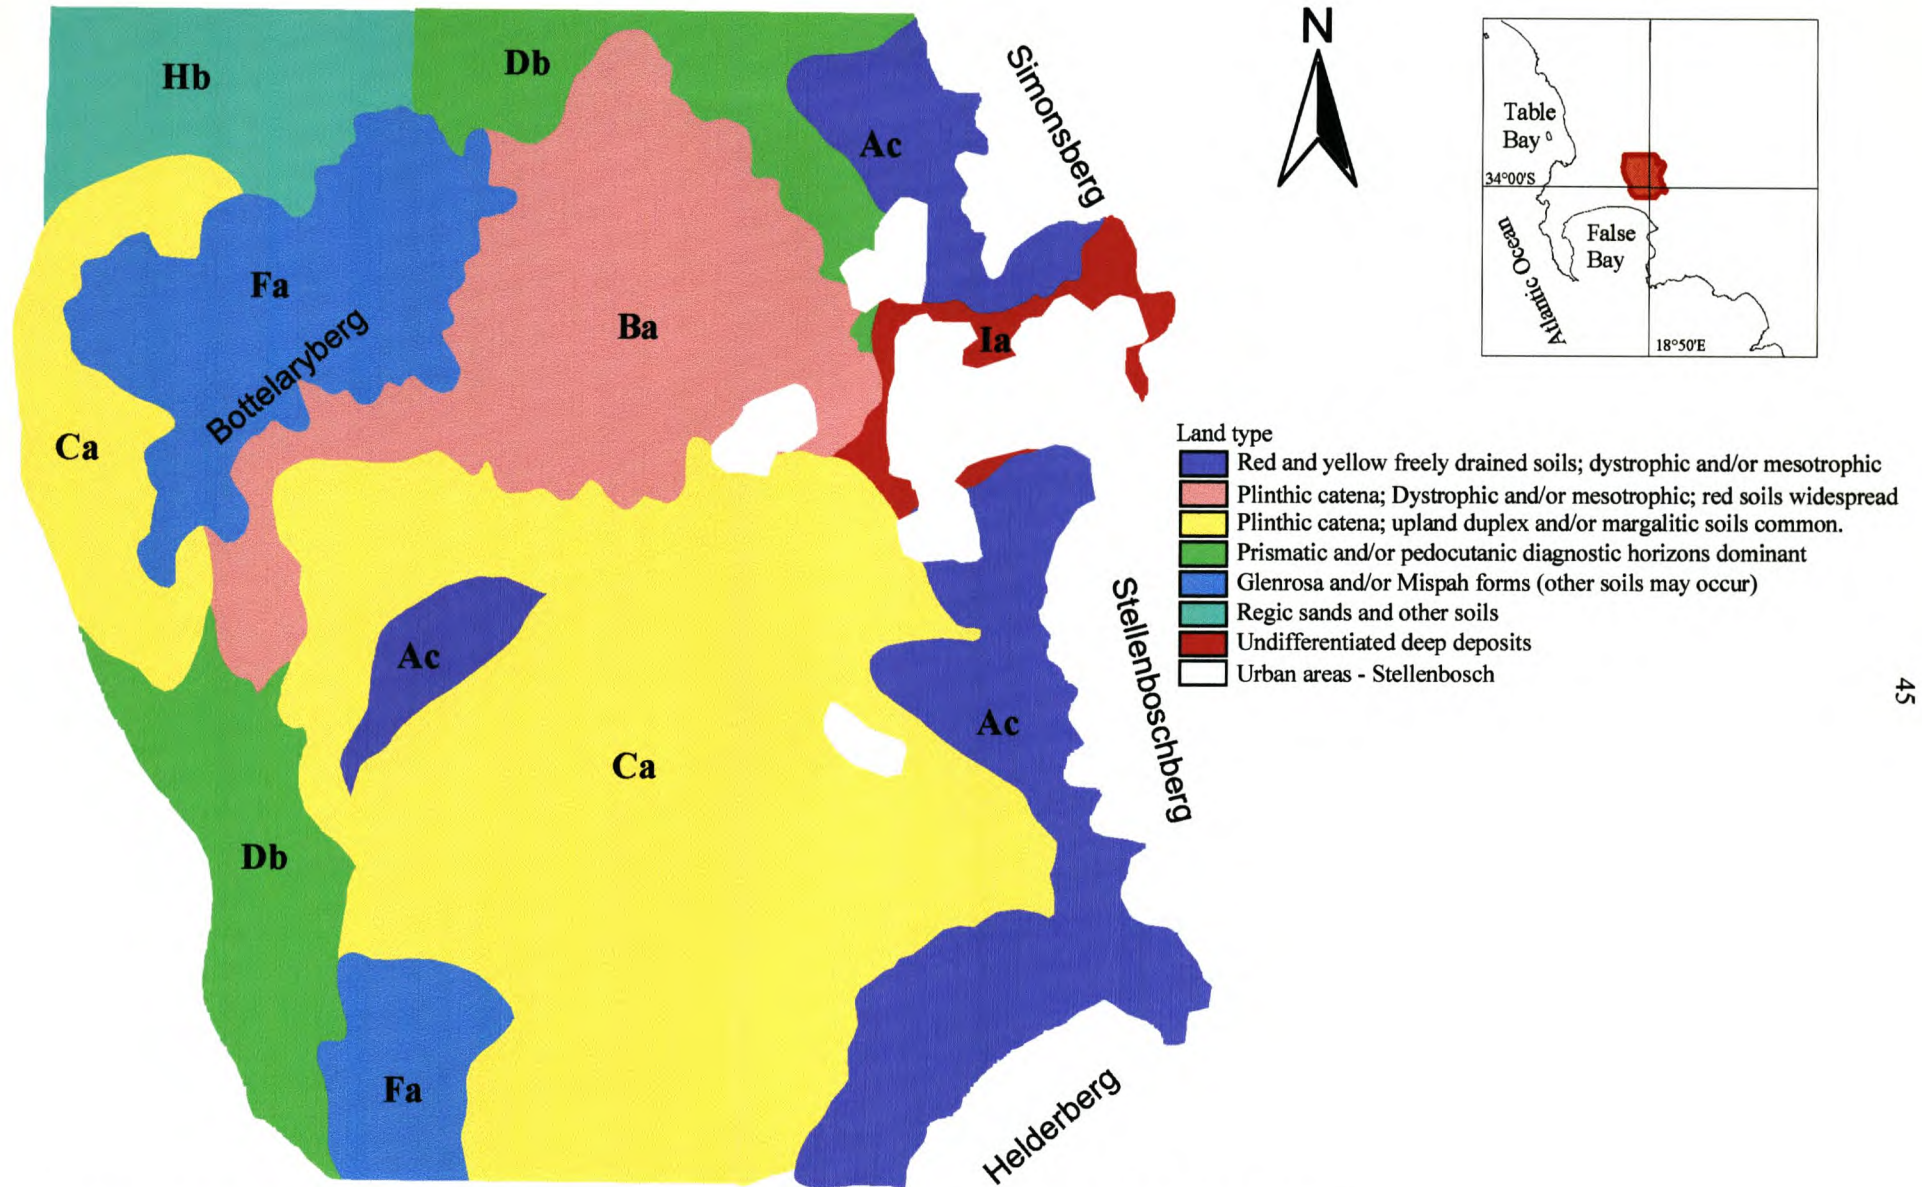 Hb
Db
Ac
Simonsberg
N
Table
Bay
34°00'S
Atlantic Ocean
False
Bay
18°50'E
Fa
Bottelaryberg
Ba
Ia
Ca
Land type
Red and yellow freely drained soils; dystrophic and/or mesotrophic
Plinthic catena; Dystrophic and/or mesotrophic; red soils widespread
Plinthic catena; upland duplex and/or margalitic soils common.
Prismatic and/or pedocutanic diagnostic horizons dominant
Glenrosa and/or Mispah forms (other soils may occur)
Regic sands and other soils
Undifferentiated deep deposits
Urban areas - Stellenbosch
45
Ac
Ac
Stellenboschberg
Ca
Db
Fa
Helderberg